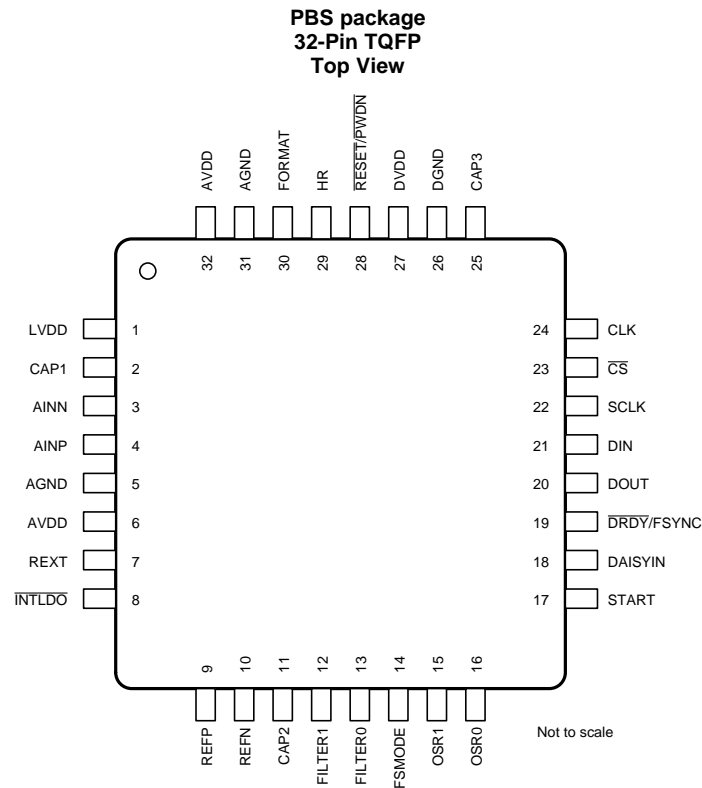 PBS package
32-Pin TQFP
Top View
AVDD
AGND
FORMAT
HR
RESET/PWDN
DVDD
DGND
CAP3
32
31
30
29
28
27
26
25
LVDD 1
CAP1 2
AINN 3
AINP 4
AGND 5
AVDD 6
REXT 7
INTLDO 8
24 CLK
23 CS
22 SCLK
21 DIN
20 DOUT
19 DRDY/FSYNC
18 DAISYIN
17 START
9
10
11
12
13
14
15
16
REFP
REFN
CAP2
FILTER1
FILTER0
FSMODE
OSR1
OSR0
Not to scale